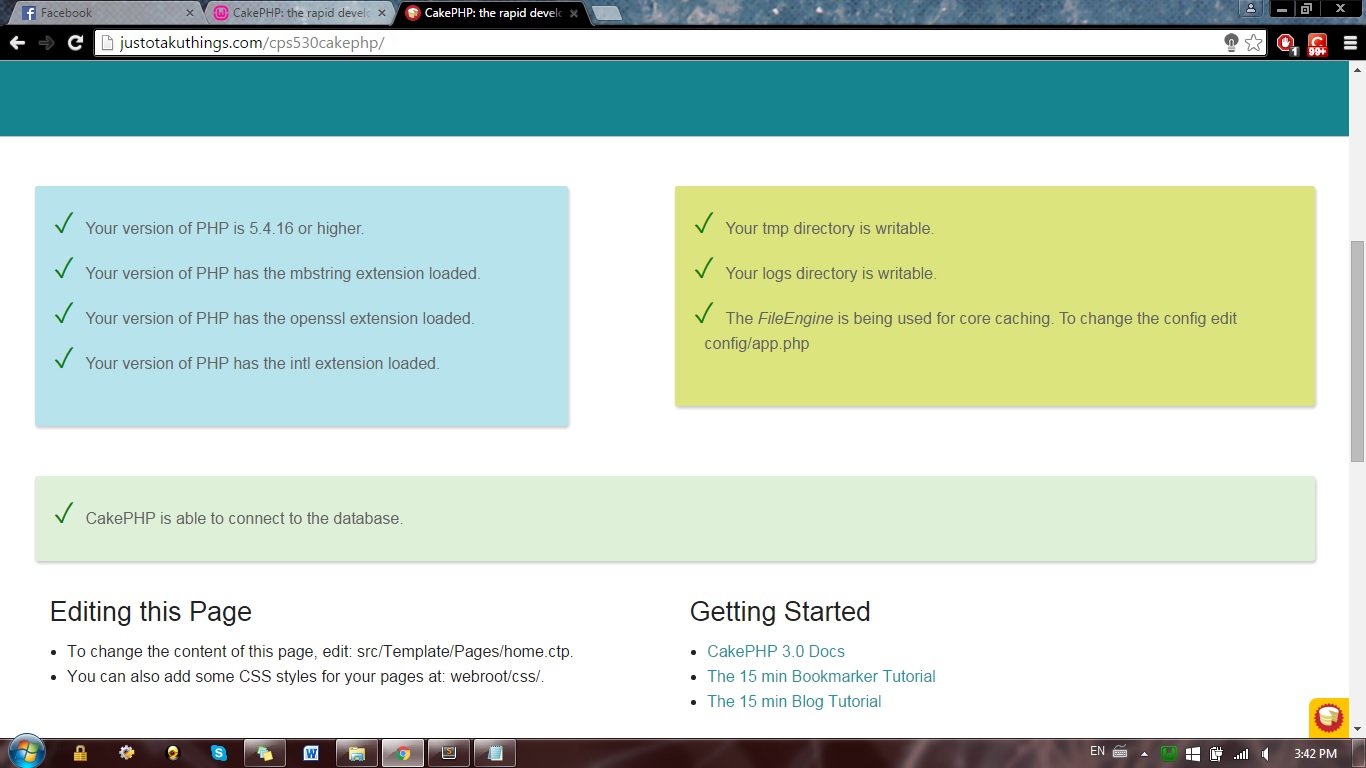 Facebook
CakePHP: the rapid develo
CakePHP: the rapid develo
justotakuthings.com/cps530cakephp/
1
99+
Your version of PHP is 5.4.16 or higher.
Your version of PHP has the mbstring extension loaded.
Your version of PHP has the openssl extension loaded.
Your version of PHP has the intl extension loaded.
Your tmp directory is writable.
Your logs directory is writable.
The FileEngine is being used for core caching. To change the config edit
config/app.php
CakePHP is able to connect to the database.
Editing this Page
To change the content of this page, edit: src/Template/Pages/home.ctp.
You can also add some CSS styles for your pages at: webroot/css/.
Getting Started
CakePHP 3.0 Docs
The 15 min Bookmarker Tutorial
The 15 min Blog Tutorial
EN
3:42 PM